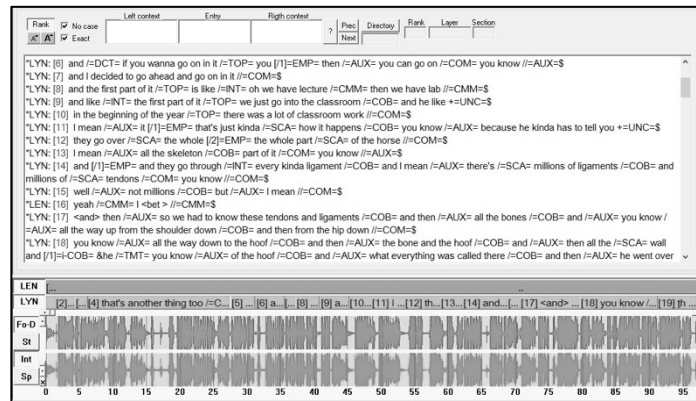 Left context Entry Rigth context
Rank No case Exact ? Prec Next Directory Rank Layer Section
A A
*LYN: [6] and /=DCT= if you wanna go on in it /=TOP= you [/1]=EMP= then /=AUX= you can go on /=COM= you know //=AUX=$
*LYN: [7] and I decided to go ahead and go on in it //=COM=$
*LYN: [8] and the first part of it /=TOP= is like /=INT= oh we have lecture /=CMM= then we have lab //=CMM=$
*LYN: [9] and like /=INT= the first part of it /=TOP= we just go into the classroom /=COB= and he like +=UNC=$
*LYN: [10] in the beginning of the year /=TOP= there was a lot of classroom work //=COM=$
*LYN: [11] I mean /=AUX= it [/1]=EMP= that's just kinda /=SCA= how it happens /=COB= you know /=AUX= because he kinda has to tell you +=UNC=$
*LYN: [12] they go over /=SCA= the whole [/2]=EMP= the whole part /=SCA= of the horse //=COM=$
*LYN: [13] I mean /=AUX= all the skeleton /=COB= part of it /=COM= you know //=AUX=$
*LYN: [14] and [/1]=EMP= and they go through /=INT= every kinda ligament /=COB= and I mean /=AUX= there's /=SCA= millions of ligaments /=COB= and
millions of /=SCA= tendons /=COM= you know //=COM=$
*LYN: [15] well /=AUX= not millions /=COB= but /=AUX= I mean //=COM=$
*LEN: [16] yeah /=CMM= I <bet > //=CMM=$
*LYN: [17] <and> then /=AUX= so we had to know these tendons and ligaments /=COB= and then /=AUX= all the bones /=COB= and /=AUX= you know /
=AUX= all the way up from the shoulder down /=COB= and then from the hip down //=COM=$
*LYN: [18] you know /=AUX= all the way down to the hoof /=COB= and then /=AUX= the bone and the hoof /=COB= and /=AUX= then all the /=SCA= wall
and [/1]=i-COB= &he /=TMT= you know /=AUX= of the hoof /=COB= and /=AUX= what everything was called there /=COB= and then /=AUX= he went over
LEN [...
LYN [2]... [... [4] that's another thing too /=C... [5] ... [6] a... [... [8] ... [9] a... [10... [11] I ... [12] th... [13... [14] and... [... [17] <and> ... [18] you know /... [19] th
Fo-D
St
Int
Sp
0 5 10 15 20 25 30 35 40 45 50 55 60 65 70 75 80 85 90 95